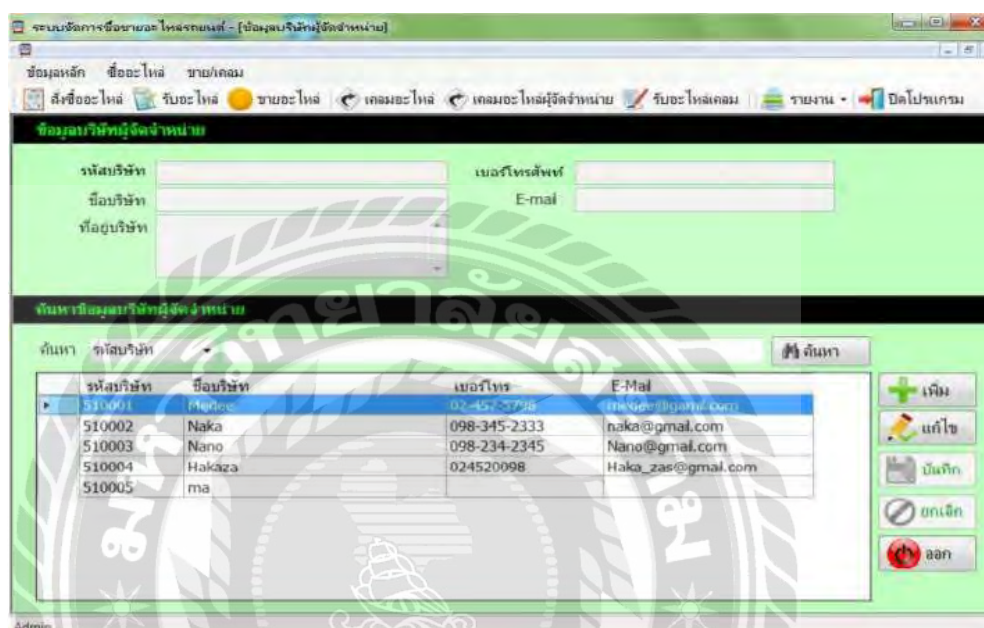 ระบบจัดการซื้อขายอะไหล่รถยนต์ - [ข้อมูลบริษัทผู้จัดจำหน่าย]
ข้อมูลหลัก ซื้ออะไหล่ ขาย/เคลม
สั่งซื้ออะไหล่ รับอะไหล่ ขายอะไหล่ เคลมอะไหล่ เคลมอะไหล่ผู้จัดจำหน่าย รับอะไหล่เคลม รายงาน ปิดโปรแกรม
ข้อมูลบริษัทผู้จัดจำหน่าย
รหัสบริษัท เบอร์โทรศัพท์
ชื่อบริษัท E-mail
ที่อยู่บริษัท
ค้นหาข้อมูลบริษัทผู้จัดจำหน่าย
ค้นหา รหัสบริษัท ค้นหา
รหัสบริษัท ชื่อบริษัท เบอร์โทร E-Mail
510001 Medee 02-457-5798
510002 Naka 098-345-2333 naka@gmail.com
510003 Nano 098-234-2345 Nano@gmail.com
510004 Hakaza 024520098 Haka_zas@gmail.com
510005 ma
เพิ่ม
แก้ไข
บันทึก
ยกเลิก
ออก
มหาวิทยาลัยสยาม
Admin